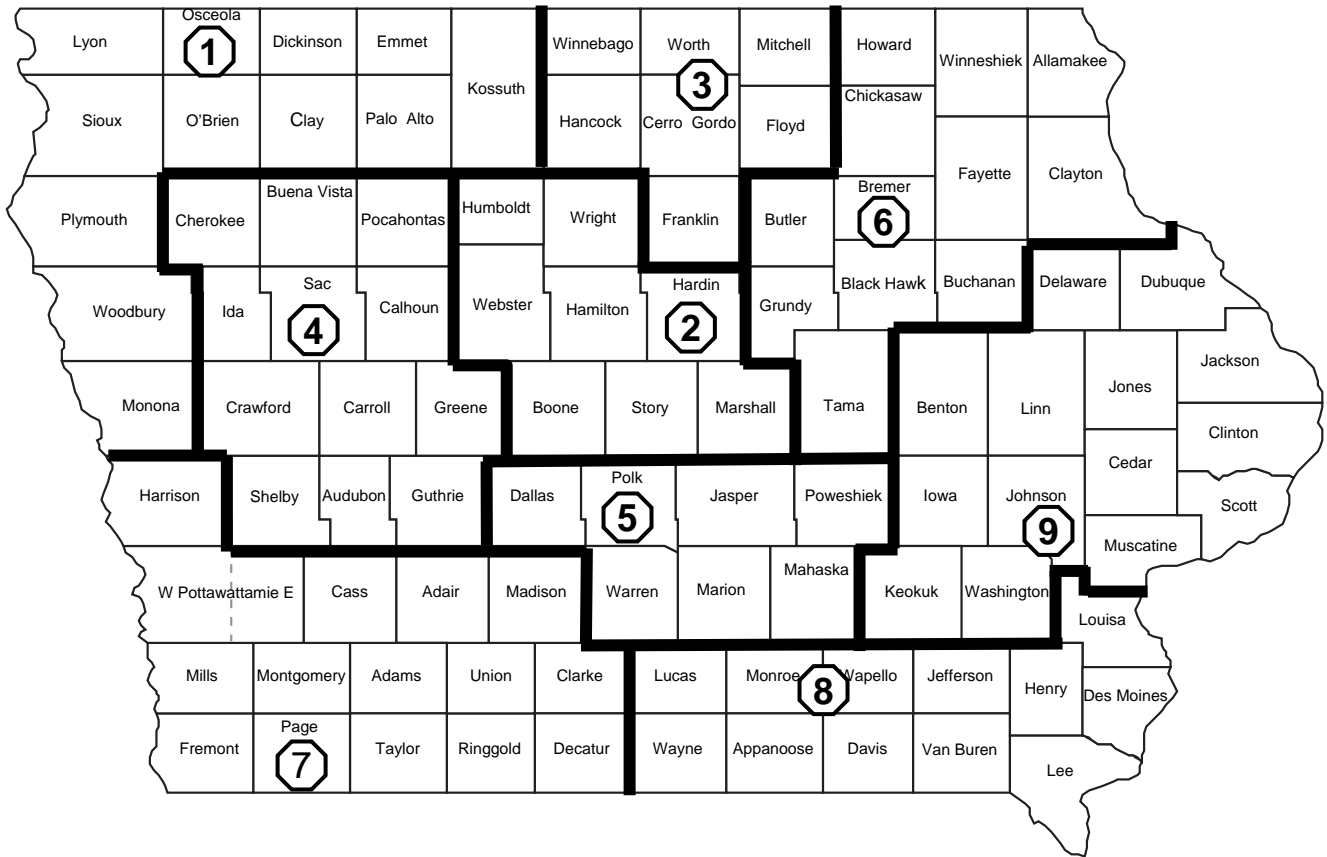 Osceola
Lyon
1
Dickinson
Emmet
Winnebago
Worth
Mitchell
Howard
Winneshiek
Allamakee
Kossuth
3
Chickasaw
Sioux
O'Brien
Clay
Palo Alto
Hancock
Cerro Gordo
Floyd
Fayette
Clayton
Plymouth
Cherokee
Buena Vista
Pocahontas
Humboldt
Wright
Franklin
Butler
Bremer
6
Woodbury
Ida
Sac
4
Calhoun
Webster
Hamilton
Hardin
2
Grundy
Black Hawk
Buchanan
Delaware
Dubuque
Monona
Crawford
Carroll
Greene
Boone
Story
Marshall
Tama
Benton
Linn
Jones
Jackson
Clinton
Cedar
Harrison
Shelby
Audubon
Guthrie
Dallas
Polk
5
Jasper
Poweshiek
Iowa
Johnson
9
Scott
Muscatine
W Pottawattamie E
Cass
Adair
Madison
Warren
Marion
Mahaska
Keokuk
Washington
Louisa
Mills
Montgomery
Adams
Union
Clarke
Lucas
Monroe
8
Wapello
Jefferson
Henry
Des Moines
Fremont
Page
7
Taylor
Ringgold
Decatur
Wayne
Appanoose
Davis
Van Buren
Lee